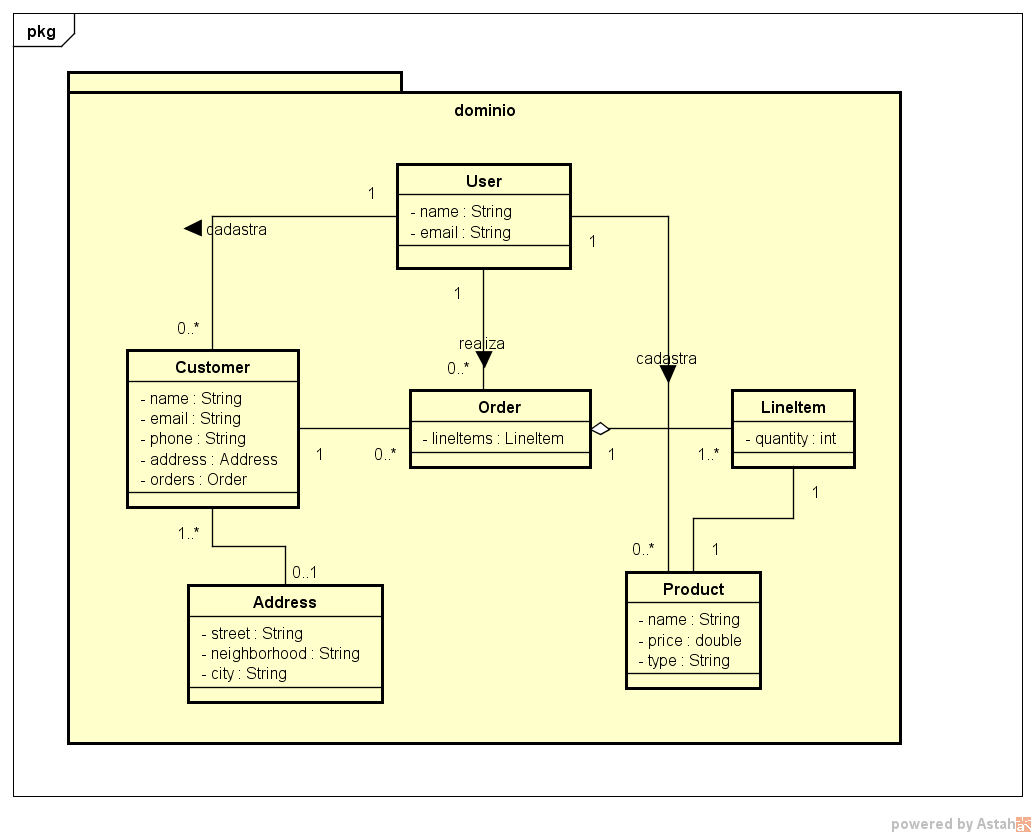 pkg
dominio
User
- name : String
- email : String
1
cadastra
0..*
1
realiza
0..*
1
cadastra
0..*
Customer
- name : String
- email : String
- phone : String
- address : Address
- orders : Order
1
0..*
Order
- lineItems : LineItem
1
1..*
LineItem
- quantity : int
1
1
1..*
0..1
Address
- street : String
- neighborhood : String
- city : String
Product
- name : String
- price : double
- type : String
powered by Astah